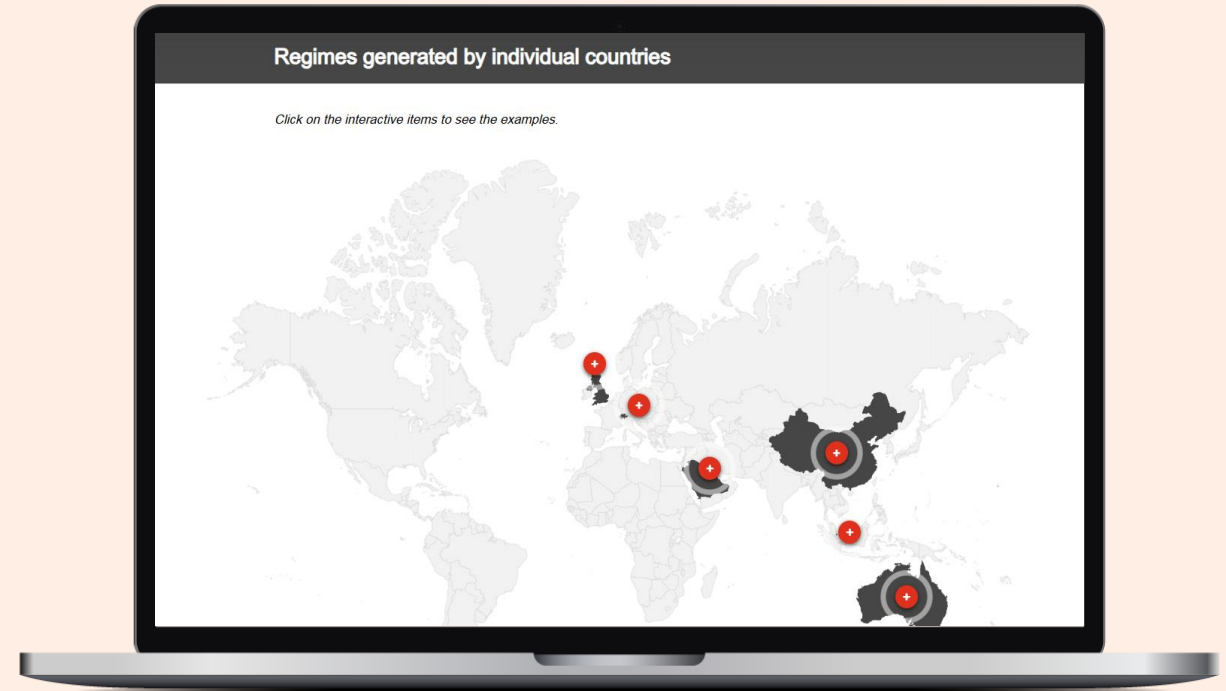 Regimes generated by individual countries
Click on the interactive items to see the examples.